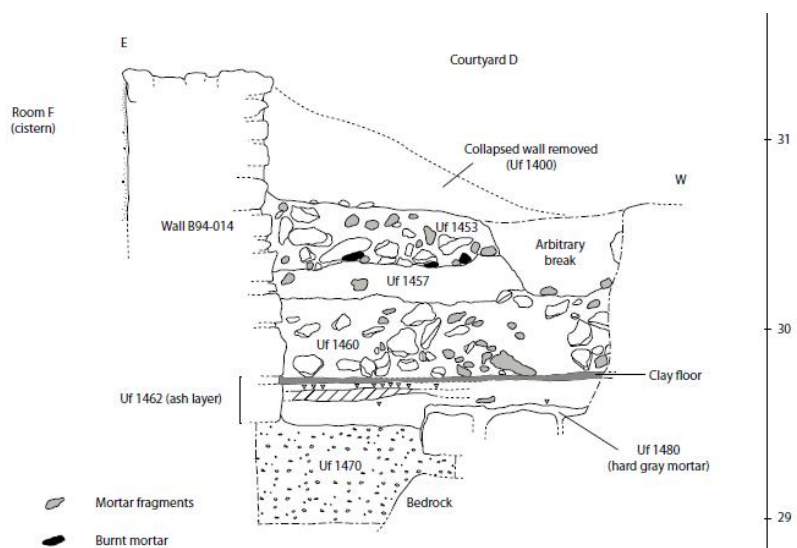 E
Courtyard D
Room F
(cistern)
31
Collapsed wall removed
(Uf 1400)
W
Wall B94-014
Uf 1453
Arbitrary
break
Uf 1457
30
Uf 1460
Clay floor
Uf 1462 (ash layer)
Uf 1480
(hard gray mortar)
Uf 1470
Mortar fragments
Bedrock
29
Burnt mortar